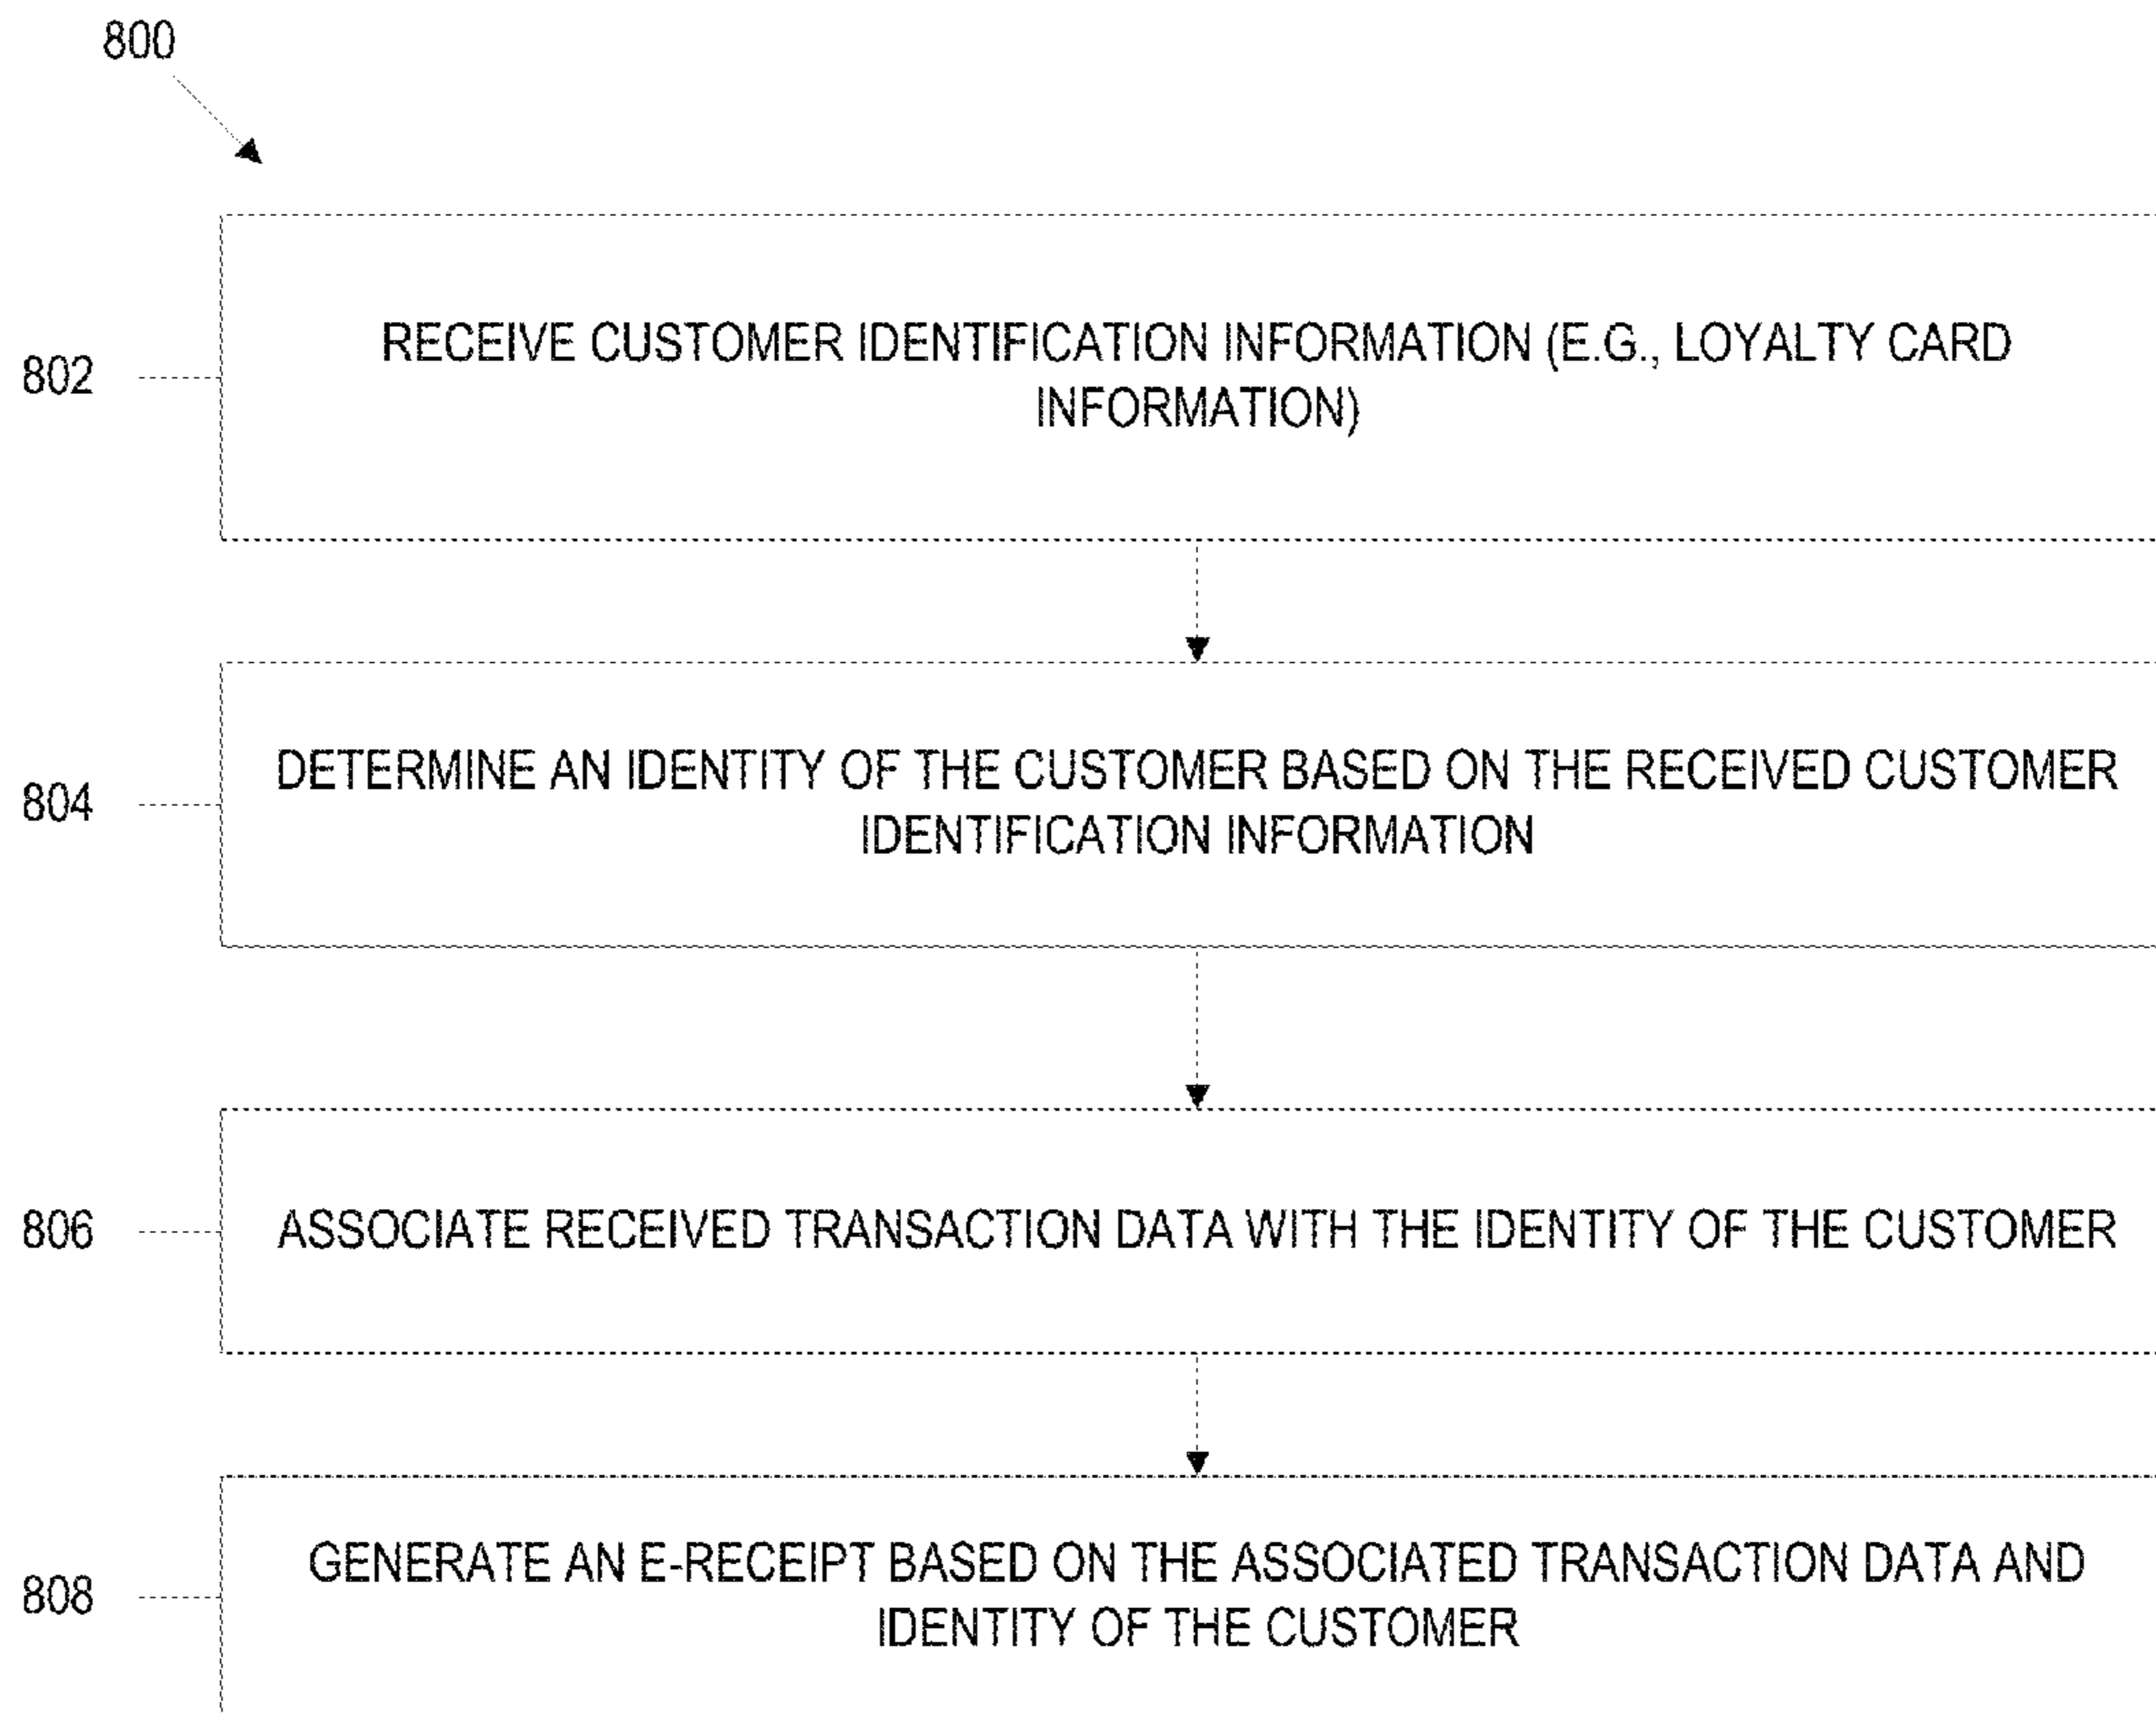 800
802
RECEIVE CUSTOMER IDENTIFICATION INFORMATION (E.G., LOYALTY CARD
INFORMATION)
804
DETERMINE AN IDENTITY OF THE CUSTOMER BASED ON THE RECEIVED CUSTOMER
IDENTIFICATION INFORMATION
806
ASSOCIATE RECEIVED TRANSACTION DATA WITH THE IDENTITY OF THE CUSTOMER
808
GENERATE AN E-RECEIPT BASED ON THE ASSOCIATED TRANSACTION DATA AND
IDENTITY OF THE CUSTOMER